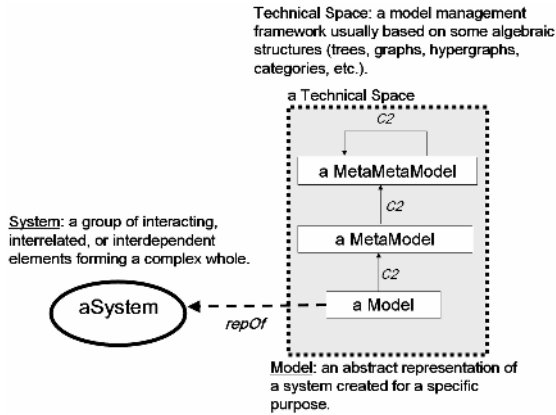 Technical Space: a model management
framework usually based on some algebraic
structures (trees, graphs, hypergraphs,
categories, etc.).
a Technical Space
C2
a MetaMetaModel
C2
System: a group of interacting,
interrelated, or interdependent
elements forming a complex whole.
a MetaModel
C2
aSystem
repOf
a Model
Model: an abstract representation of
a system created for a specific
purpose.